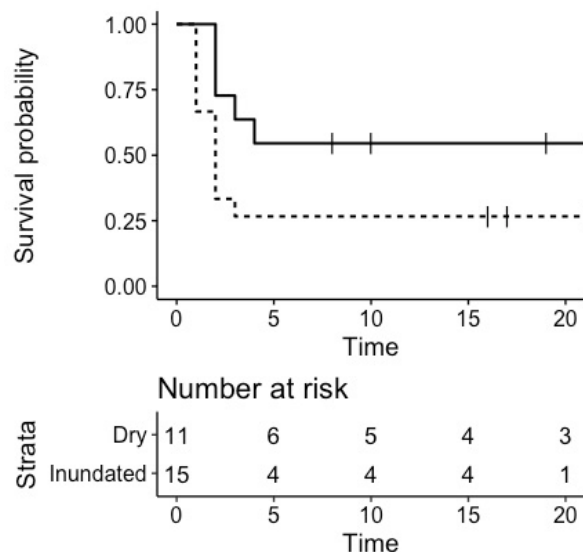 Survival probability
1.00
0.75
0.50
0.25
0.00
0 5 10 15 20
Time
Number at risk
Strata
Dry 11 6 5 4 3
Inundated 15 4 4 4 1
0 5 10 15 20
Time